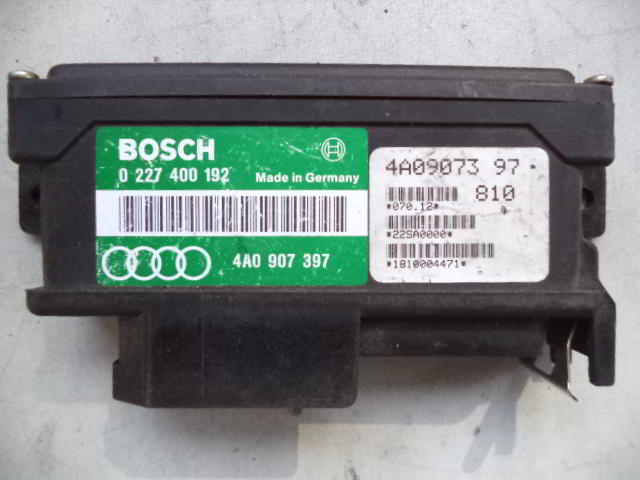 BOSCH
0 227 400 192 Made in Germany
4A0 907 397
4A09073 97
810
*070.12*
*22SA0000*
*1810004471*